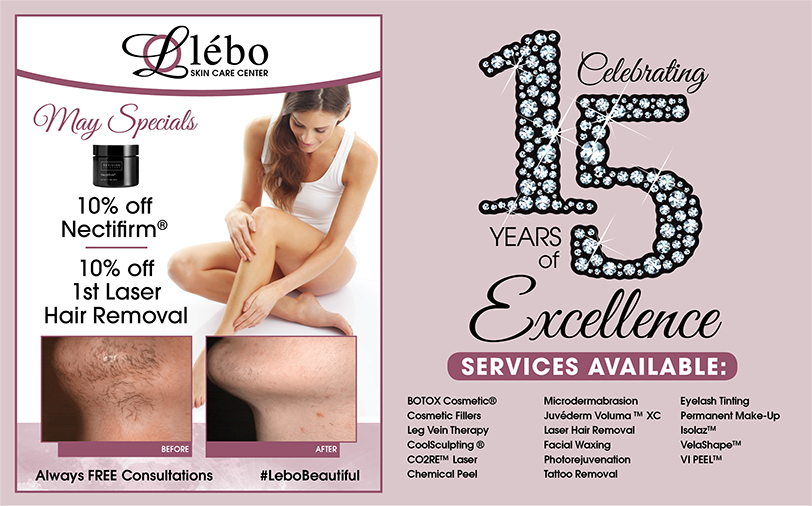 Lébo
SKIN CARE CENTER
May Specials
10% off
Nectifirm®
10% off
1st Laser
Hair Removal
BEFORE
AFTER
Always FREE Consultations
#LeboBeautiful
Celebrating
15
YEARS
of
Excellence
SERVICES AVAILABLE:
BOTOX Cosmetic®
Cosmetic Fillers
Leg Vein Therapy
CoolSculpting ®
CO2RE™ Laser
Chemical Peel
Microdermabrasion
Juvéderm Voluma ™ XC
Laser Hair Removal
Facial Waxing
Photorejuvenation
Tattoo Removal
Eyelash Tinting
Permanent Make-Up
Isolaz™
VelaShape™
VI PEEL™